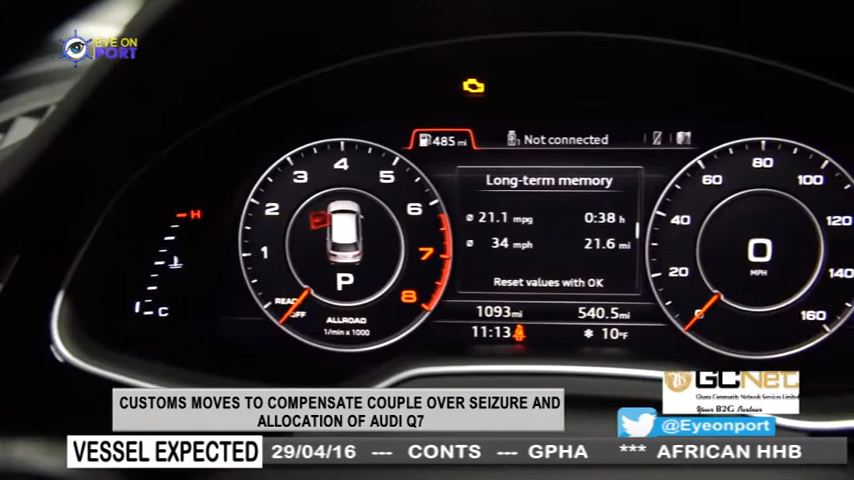 EYE ON
PORT
485 mi
1 Not connected
Long-term memory
ø 21.1 mpg 0:38 h
ø 34 mph 21.6 mi
Reset values with OK
1093mi 540.5mi
11:13 ❄ 10°F
H
C
1 2 3 4 5 6 7 8
READY
OFF
P
ALLROAD
1/min x 1000
0 20 40 60 80 100 120 140 160
0
MPH
CUSTOMS MOVES TO COMPENSATE COUPLE OVER SEIZURE AND
ALLOCATION OF AUDI Q7
GCNet
Ghana Community Network Services Limited
Your B2G Partner
@Eyeonport
VESSEL EXPECTED 29/04/16 --- CONTS --- GPHA *** AFRICAN HHB